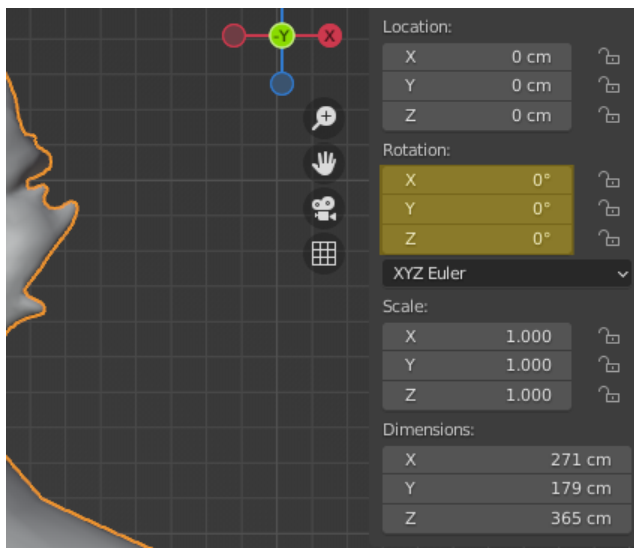 -Y X
Location:
X 0 cm
Y 0 cm
Z 0 cm
Rotation:
X 0°
Y 0°
Z 0°
XYZ Euler
Scale:
X 1.000
Y 1.000
Z 1.000
Dimensions:
X 271 cm
Y 179 cm
Z 365 cm